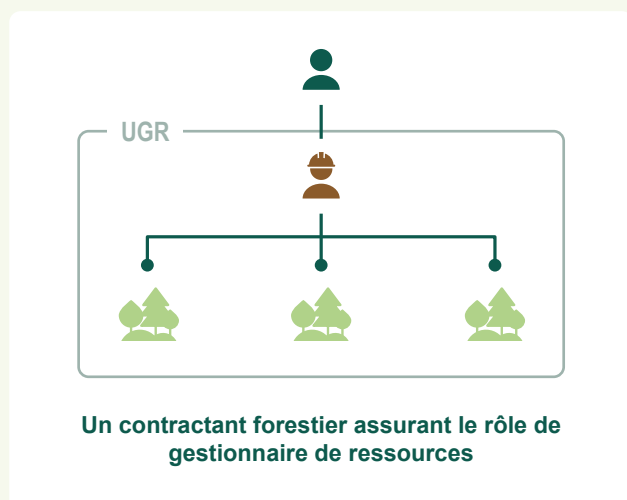 UGR
Un contractant forestier assurant le rôle de
gestionnaire de ressources